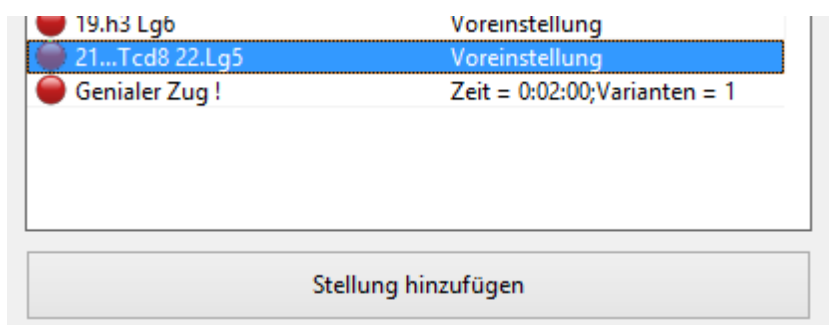 19.h3 Lg6 Voreinstellung
21...Tcd8 22.Lg5 Voreinstellung
Genialer Zug ! Zeit = 0:02:00;Varianten = 1
Stellung hinzufügen